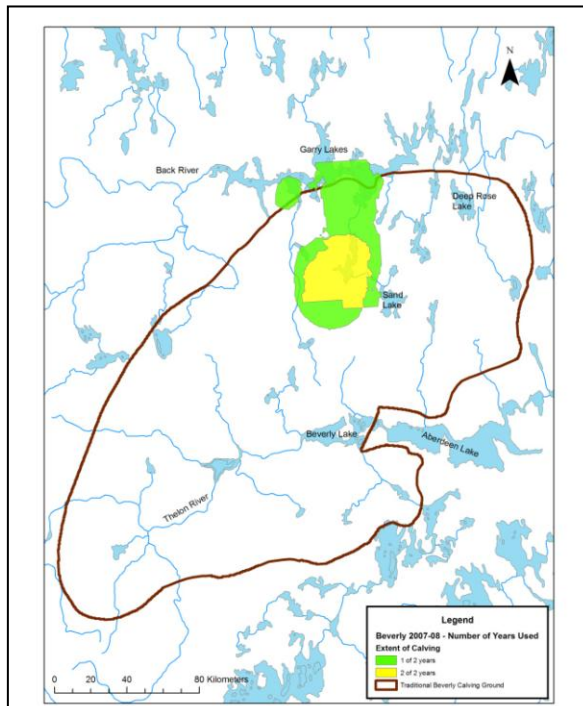 N
Garry Lakes
Back River
Deep Rose
Lake
Sand
Lake
Beverly Lake
Aberdeen Lake
Thelon River
Legend
Beverly 2007-08 - Number of Years Used
Extent of Calving
1 of 2 years
2 of 2 years
Traditional Beverly Calving Ground
0 20 40 80 Kilometers